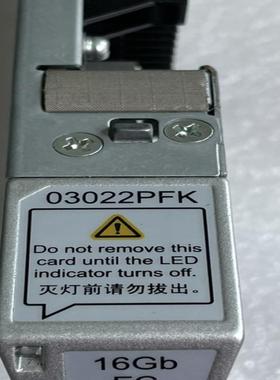 03022PFK
Do not remove this
card until the LED
indicator turns off.
灭灯前请勿拔出。
16Gb